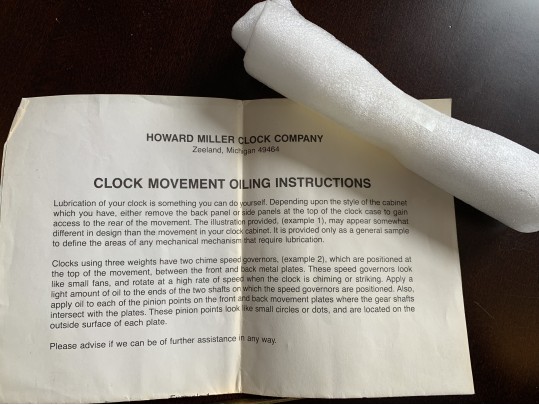 HOWARD MILLER CLOCK COMPANY
Zeeland, Michigan 49464
CLOCK MOVEMENT OILING INSTRUCTIONS
Lubrication of your clock is something you can do yourself. Depending upon the style of the cabinet
which you have, either remove the back panel or side panels at the top of the clock case to gain
access to the rear of the movement. The illustration provided, (example 1), may appear somewhat
different in design than the movement in your clock cabinet. It is provided only as a general sample
to define the areas of any mechanical mechanism that require lubrication.
Clocks using three weights have two chime speed governors, (example 2), which are positioned at
the top of the movement, between the front and back metal plates. These speed governors look
like small fans, and rotate at a high rate of speed when the clock is chiming or striking. Apply a
light amount of oil to the ends of the two shafts on which the speed governors are positioned. Also,
apply oil to each of the pinion points on the front and back movement plates where the gear shafts
intersect with the plates. These pinion points look like small circles or dots, and are located on the
outside surface of each plate.
Please advise if we can be of further assistance in any way.